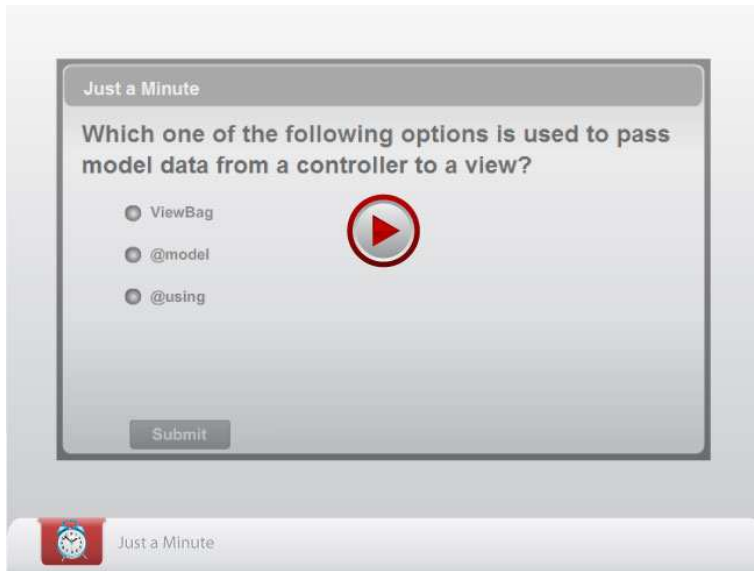 Just a Minute
Which one of the following options is used to pass
model data from a controller to a view?
ViewBag
@model
@using
Submit
Just a Minute